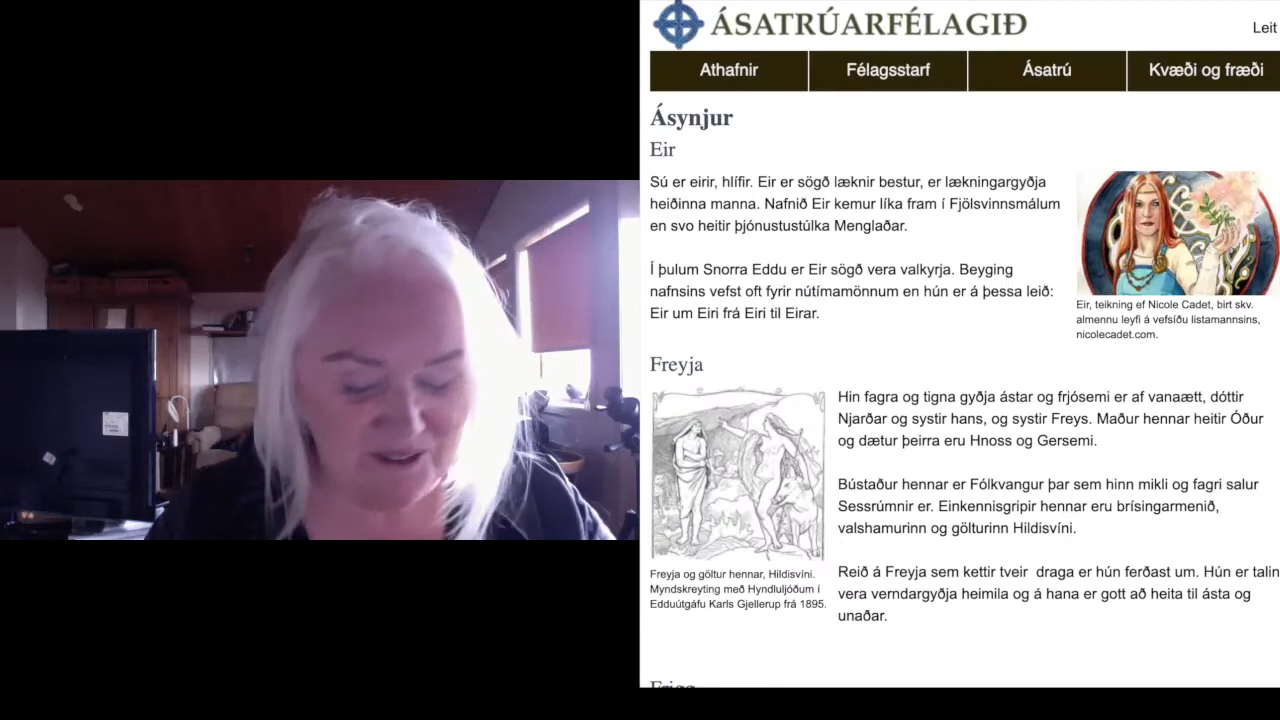 ÁSATRÚARFÉLAGIÐ
Leit
Athafnir
Félagsstarf
Ásatrú
Kvæði og fræði
Ásynjur
Eir
Sú er eirir, hlífir. Eir er sögð læknir bestur, er lækningargyðja
heiðinna manna. Nafnið Eir kemur líka fram í Fjölsvinnsmálum
en svo heitir þjónustustúlka Menglaðar.
Í þulum Snorra Eddu er Eir sögð vera valkyrja. Beyging
nafnsins vefst oft fyrir nútímamönnum en hún er á þessa leið:
Eir um Eiri frá Eiri til Eirar.
Eir, teikning ef Nicole Cadet, birt skv.
almennu leyfi á vefsíðu listamannsins,
nicolecadet.com.
Freyja
Hin fagra og tigna gyðja ástar og frjósemi er af vanaætt, dóttir
Njarðar og systir hans, og systir Freys. Maður hennar heitir Óður
og dætur þeirra eru Hnoss og Gersemi.
Bústaður hennar er Fólkvangur þar sem hinn mikli og fagri salur
Sessrúmnir er. Einkennisgripir hennar eru brísingarmenið,
valshamurinn og gölturinn Hildisvíni.
Freyja og göltur hennar, Hildisvíni.
Myndskreyting með Hyndluljóðum í
Edduútgáfu Karls Gjellerup frá 1895.
Reið á Freyja sem kettir tveir draga er hún ferðast um. Hún er talin
vera verndargyðja heimila og á hana er gott að heita til ásta og
unaðar.